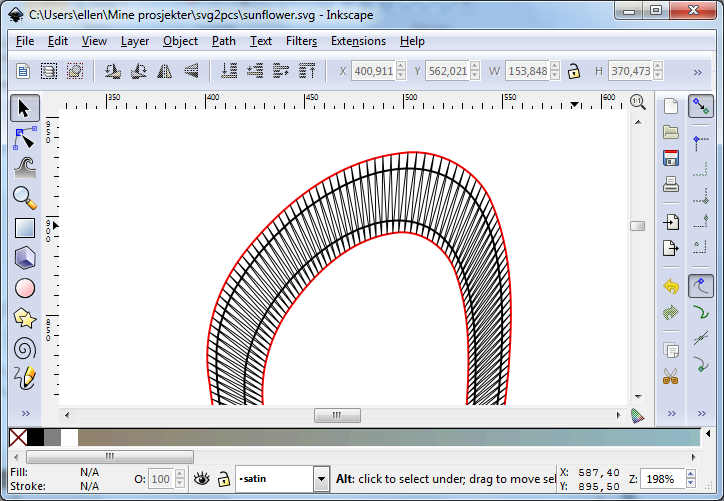 C:\Users\ellen\Mine prosjekter\svg2pcs\sunflower.svg - Inkscape
File Edit View Layer Object Path Text Filters Extensions Help
X 400,911 Y 562,021 W 153,848 H 370,473 »
350 400 450 500 550 600 1:1
950
900
850
» » »
Fill: N/A O: 100 -satin Alt: click to select under; drag to move sel X: 587,40 Z: 198%
Stroke: N/A Y: 895,50